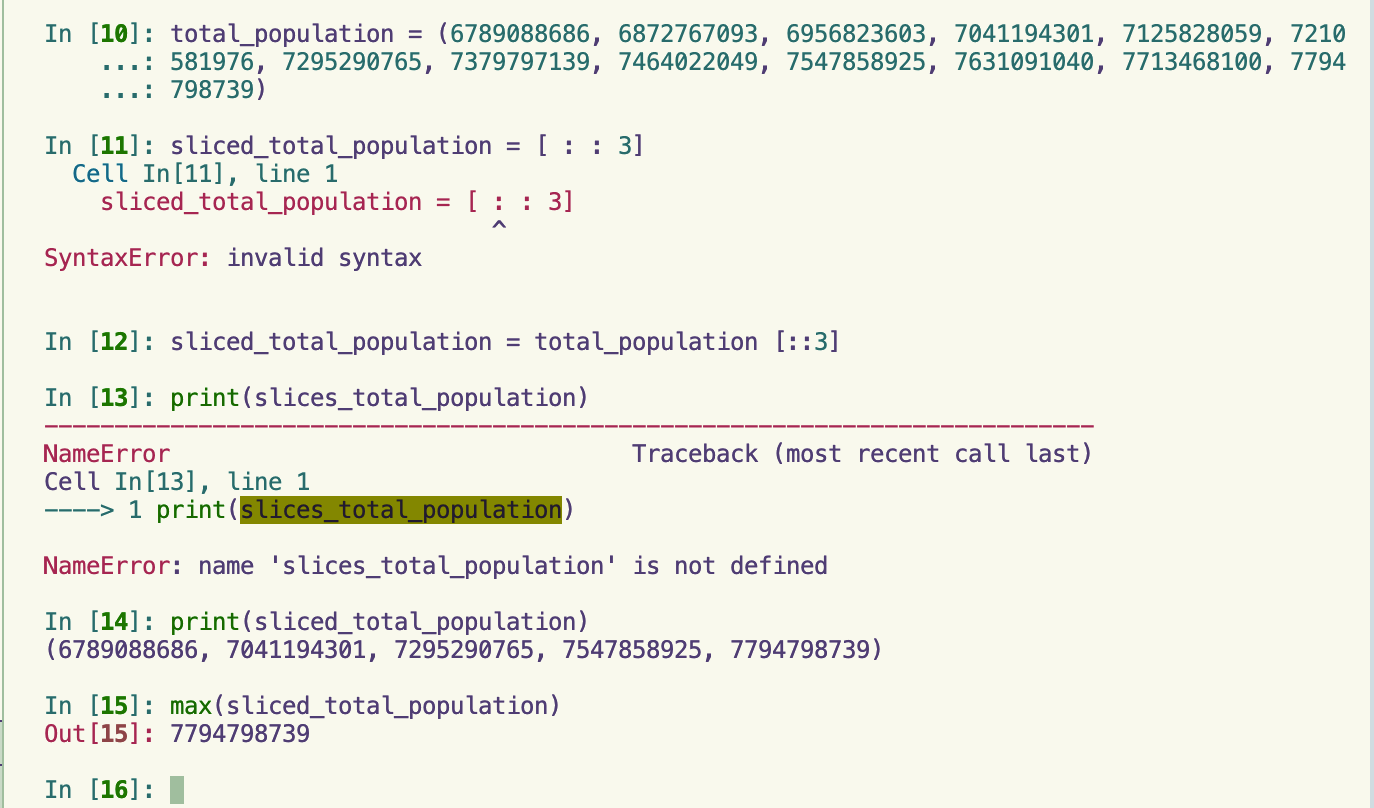 In [10]: total_population = (6789088686, 6872767093, 6956823603, 7041194301, 7125828059, 7210
...: 581976, 7295290765, 7379797139, 7464022049, 7547858925, 7631091040, 7713468100, 7794
...: 798739)
In [11]: sliced_total_population = [ : : 3]
Cell In[11], line 1
sliced_total_population = [ : : 3]
^
SyntaxError: invalid syntax
In [12]: sliced_total_population = total_population [::3]
In [13]: print(slices_total_population)
---------------------------------------------------------------------------
NameError                                 Traceback (most recent call last)
Cell In[13], line 1
----> 1 print(slices_total_population)
NameError: name 'slices_total_population' is not defined
In [14]: print(sliced_total_population)
(6789088686, 7041194301, 7295290765, 7547858925, 7794798739)
In [15]: max(sliced_total_population)
Out[15]: 7794798739
In [16]: